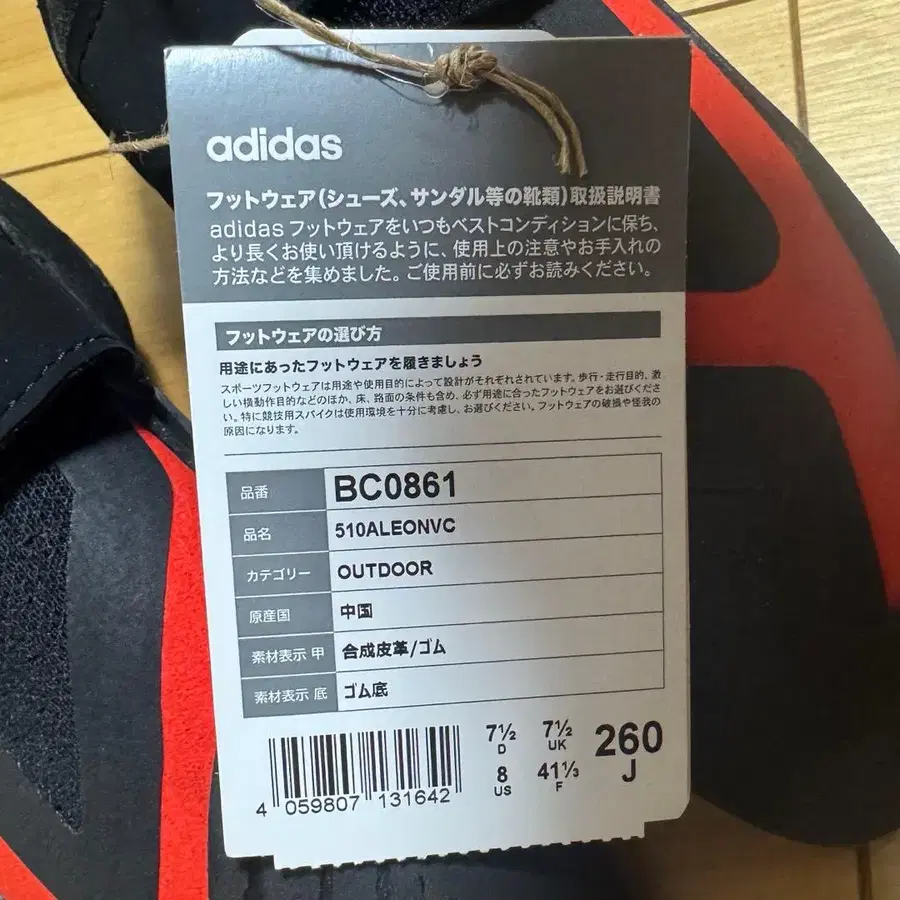 adidas
フットウェア(シューズ、サンダル等の靴類)取扱説明書
adidas フットウェアをいつもベストコンディションに保ち、
より長くお使い頂けるように、使用上の注意やお手入れの
方法などを集めました。ご使用前に必ずお読みください。
フットウェアの選び方
用途にあったフットウェアを履きましょう
スポーツフットウェアは用途や使用目的によって設計がそれぞれされています。歩行・走行目的、激
しい横動作目的などのほか、床、路面の条件も含め、必ず用途に合ったフットウェアをお選びくださ
い。特に競技用スパイクは使用環境を十分に考慮し、お選びください。フットウェアの破損や怪我の
原因になります。
品番 BC0861
品名 510ALEONVC
カテゴリー OUTDOOR
原産国 中国
素材表示 甲 合成皮革/ゴム
素材表示 底 ゴム底
7½ 7½ 260
D UK
8 41⅓ J
US F
4 059807 131642